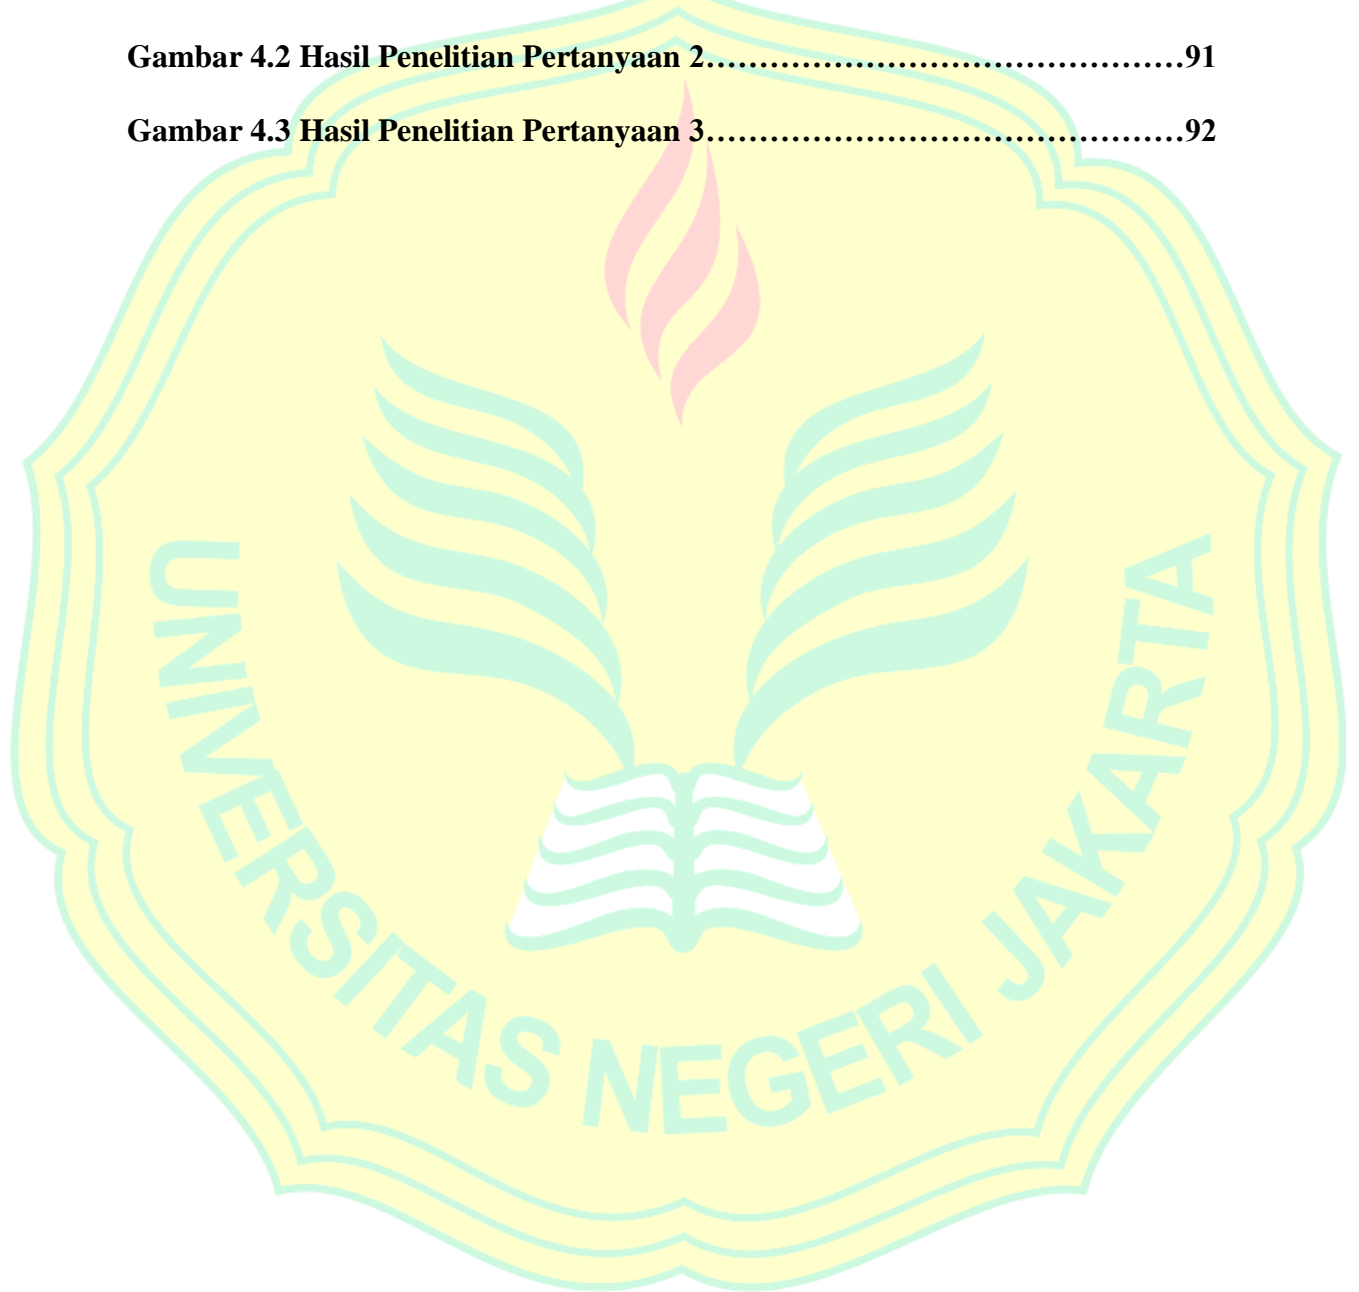 Gambar 4.2 Hasil Penelitian Pertanyaan 2………………………………………91
Gambar 4.3 Hasil Penelitian Pertanyaan 3………………………………………92
UNIVERSITAS NEGERI JAKARTA